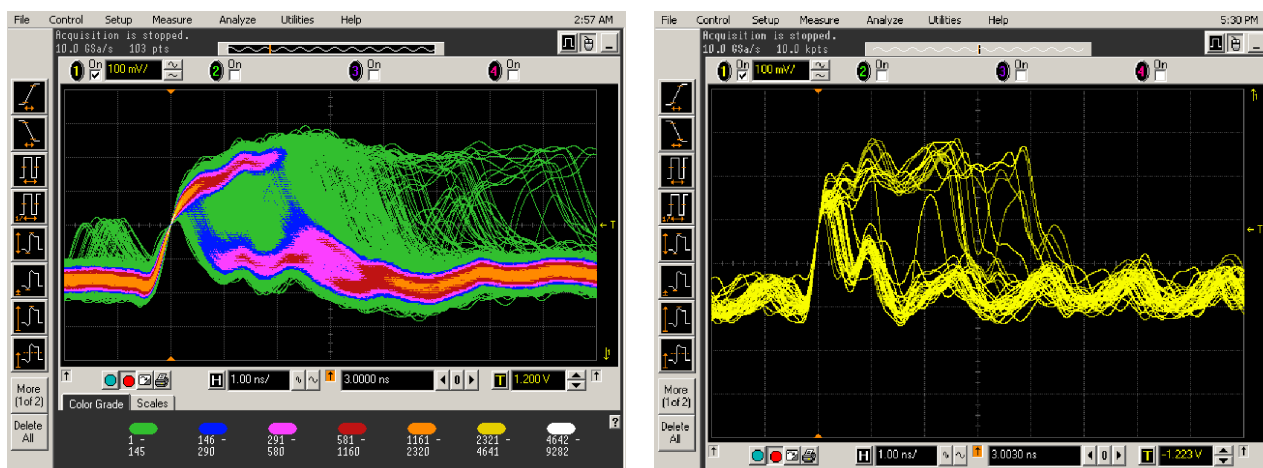 File Control Setup Measure Analyze Utilities Help 2:57 AM
Acquisition is stopped.
10.0 GSa/s 103 pts
1 On 100 mV/ 2 On 3 On 4 On
T
1
H 1.00 ns/ 3.0000 ns 0 T 1.200 V
More
(1of 2)
Delete
All
Color Grade Scales
?
1 - 146 - 291 - 581 - 1161 - 2321 - 4642 -
145 290 580 1160 2320 4641 9282
File Control Setup Measure Analyze Utilities Help 5:30 PM
Acquisition is stopped.
10.0 GSa/s 10.0 kpts
1 On 100 mV/ 2 On 3 On 4 On
1
T
More
(1of 2)
Delete
All
H 1.00 ns/ 3.0030 ns 0 T -1.223 V